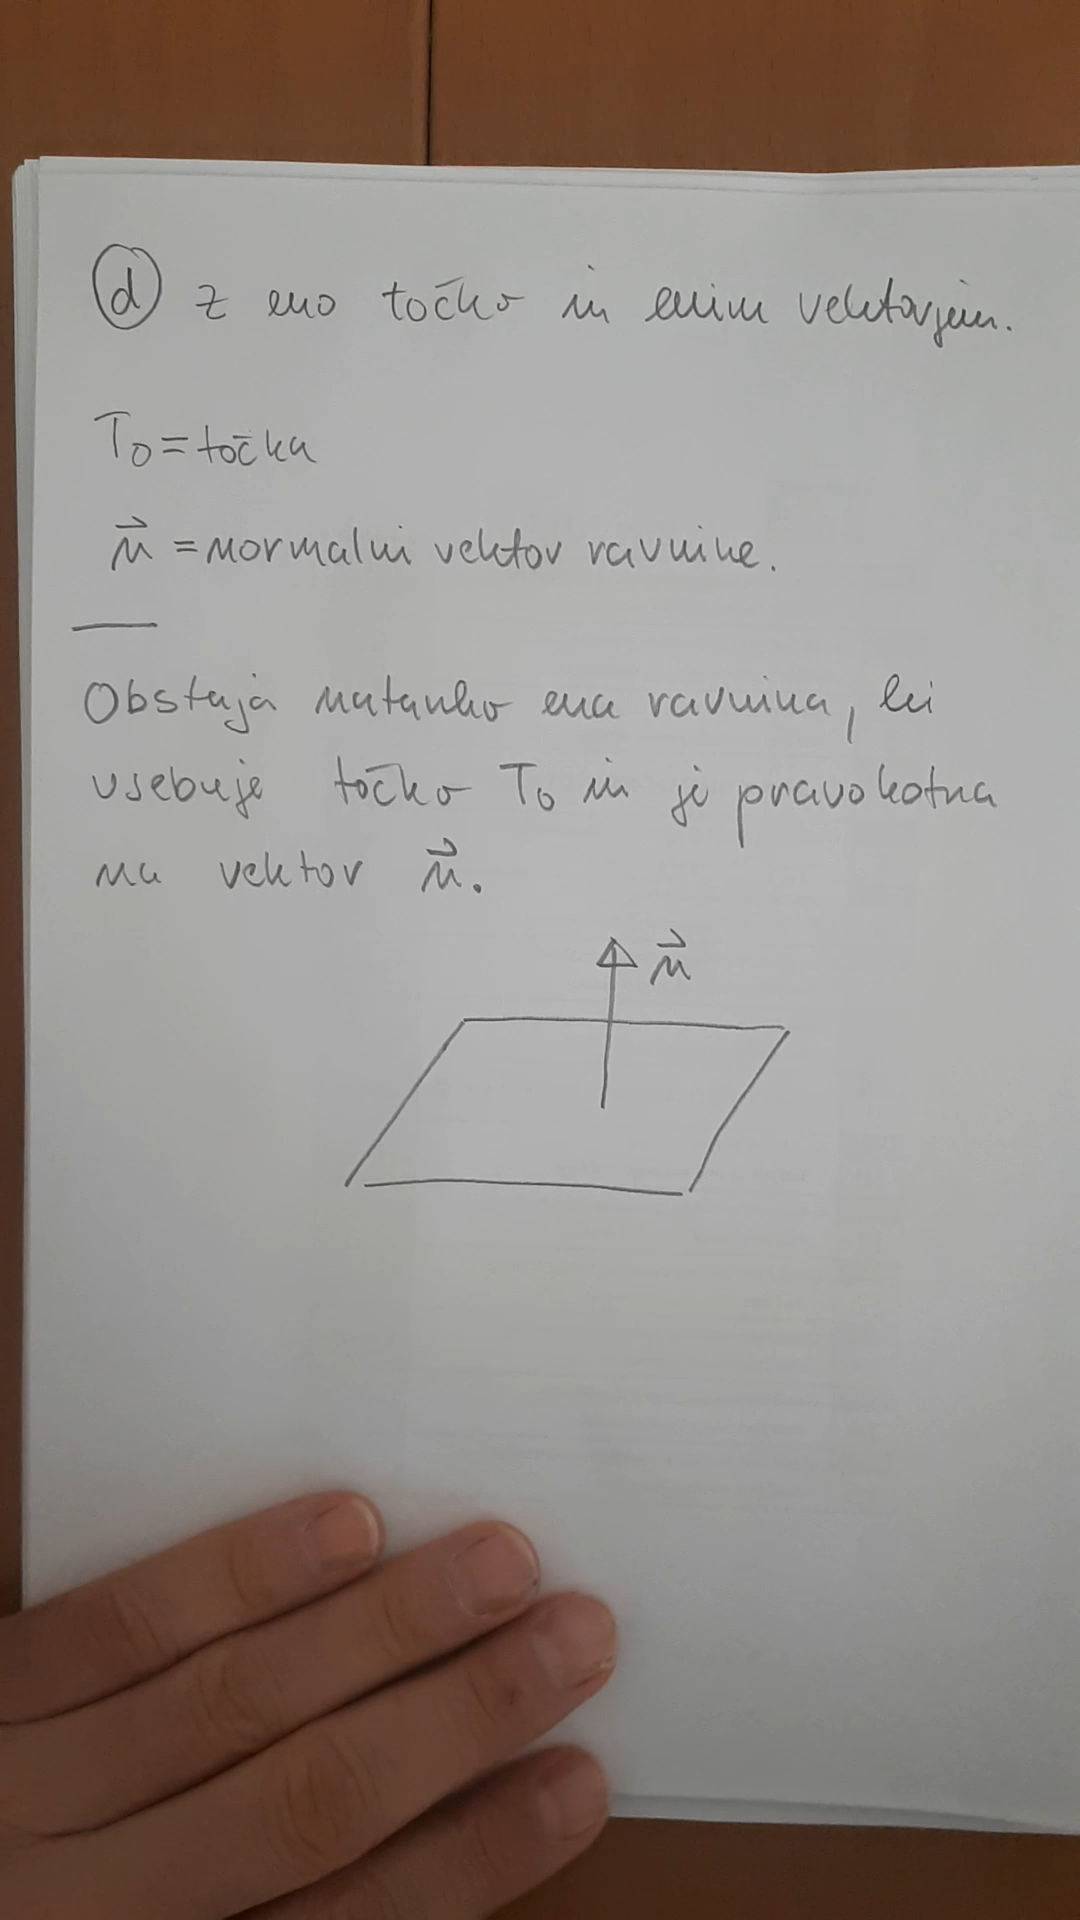 d z eno točko in enim vektorjem.
T₀ = točka
n⃗ = normalni vektor ravnine.
Obstaja natanko ena ravnina, ki
vsebuje točko T₀ in je pravokotna
na vektor n⃗.
n⃗